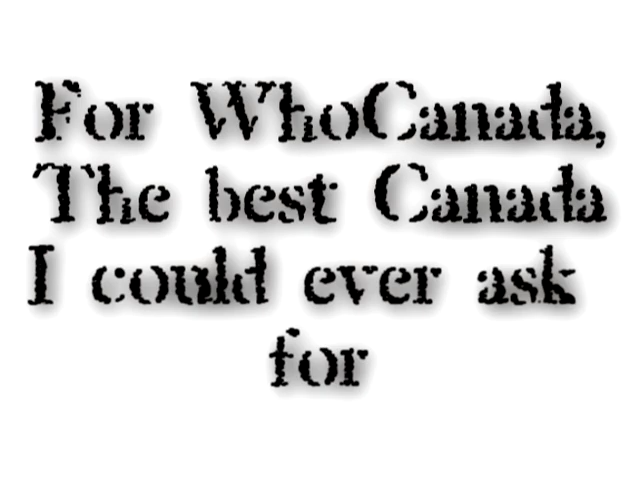 For WhoCanada,
The best Canada
I could ever ask
for